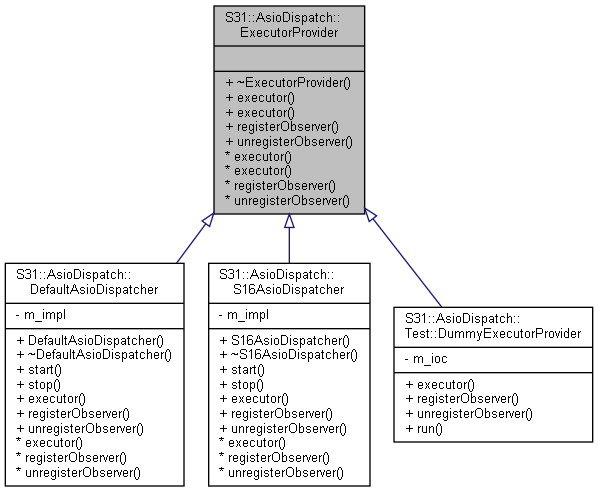 S31::AsioDispatch::
ExecutorProvider
+ ~ExecutorProvider()
+ executor()
+ executor()
+ registerObserver()
+ unregisterObserver()
* executor()
* executor()
* registerObserver()
* unregisterObserver()
S31::AsioDispatch::
DefaultAsioDispatcher
- m_impl
+ DefaultAsioDispatcher()
+ ~DefaultAsioDispatcher()
+ start()
+ stop()
+ executor()
+ registerObserver()
+ unregisterObserver()
* executor()
* registerObserver()
* unregisterObserver()
S31::AsioDispatch::
S16AsioDispatcher
- m_impl
+ S16AsioDispatcher()
+ ~S16AsioDispatcher()
+ start()
+ stop()
+ executor()
+ registerObserver()
+ unregisterObserver()
* executor()
* registerObserver()
* unregisterObserver()
S31::AsioDispatch::
Test::DummyExecutorProvider
- m_ioc
+ executor()
+ registerObserver()
+ unregisterObserver()
+ run()